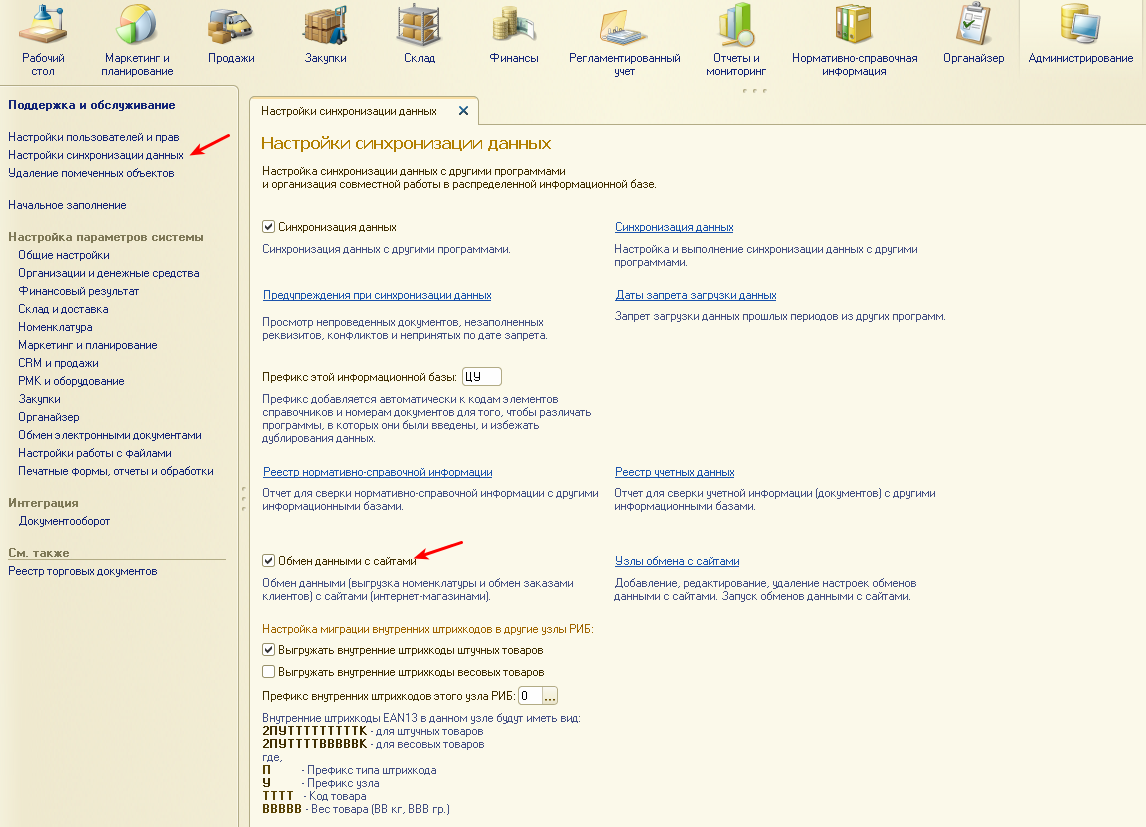 Рабочий стол
Маркетинг и планирование
Продажи
Закупки
Склад
Финансы
Регламентированный учет
Отчеты и мониторинг
Нормативно-справочная информация
Органайзер
Администрирование
Поддержка и обслуживание
Настройки пользователей и прав
Настройки синхронизации данных
Удаление помеченных объектов
Начальное заполнение
Настройка параметров системы
Общие настройки
Организации и денежные средства
Финансовый результат
Склад и доставка
Номенклатура
Маркетинг и планирование
CRM и продажи
РМК и оборудование
Закупки
Органайзер
Обмен электронными документами
Настройки работы с файлами
Печатные формы, отчеты и обработки
Интеграция
Документооборот
См. также
Реестр торговых документов
Настройки синхронизации данных
Настройки синхронизации данных
Настройка синхронизации данных с другими программами
и организация совместной работы в распределенной информационной базе.
Синхронизация данных
Синхронизация данных с другими программами.
Синхронизация данных
Настройка и выполнение синхронизации данных с другими
программами.
Предупреждения при синхронизации данных
Просмотр непроведенных документов, незаполненных
реквизитов, конфликтов и непринятых по дате запрета.
Даты запрета загрузки данных
Запрет загрузки данных прошлых периодов из других программ.
Префикс этой информационной базы: ЦУ
Префикс добавляется автоматически к кодам элементов
справочников и номерам документов для того, чтобы различать
программы, в которых они были введены, и избежать
дублирования данных.
Реестр нормативно-справочной информации
Отчет для сверки нормативно-справочной информации с другими
информационными базами.
Реестр учетных данных
Отчет для сверки учетной информации (документов) с другими
информационными базами.
Обмен данными с сайтами
Обмен данными (выгрузка номенклатуры и обмен заказами
клиентов) с сайтами (интернет-магазинами).
Узлы обмена с сайтами
Добавление, редактирование, удаление настроек обменов
данными с сайтами. Запуск обменов данными с сайтами.
Настройка миграции внутренних штрихкодов в другие узлы РИБ:
Выгружать внутренние штрихкоды штучных товаров
Выгружать внутренние штрихкоды весовых товаров
Префикс внутренних штрихкодов этого узла РИБ: 0 ...
Внутренние штрихкоды EAN13 в данном узле будут иметь вид:
2ПУТТТТТТТТТК - для штучных товаров
2ПУТТТТВВВВВК - для весовых товаров
где,
П - Префикс типа штрихкода
У - Префикс узла
ТТТТ - Код товара
ВВВВВ - Вес товара (ВВ кг, ВВВ гр.)